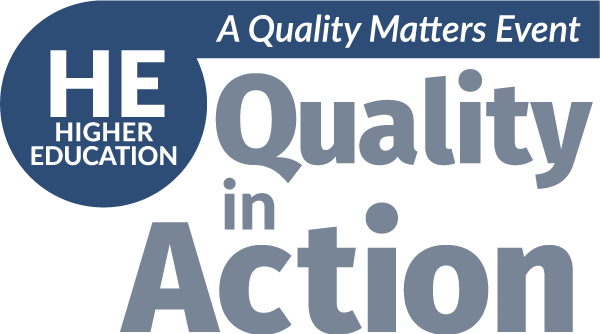 A Quality Matters Event
HE
HIGHER
EDUCATION
Quality
in
Action